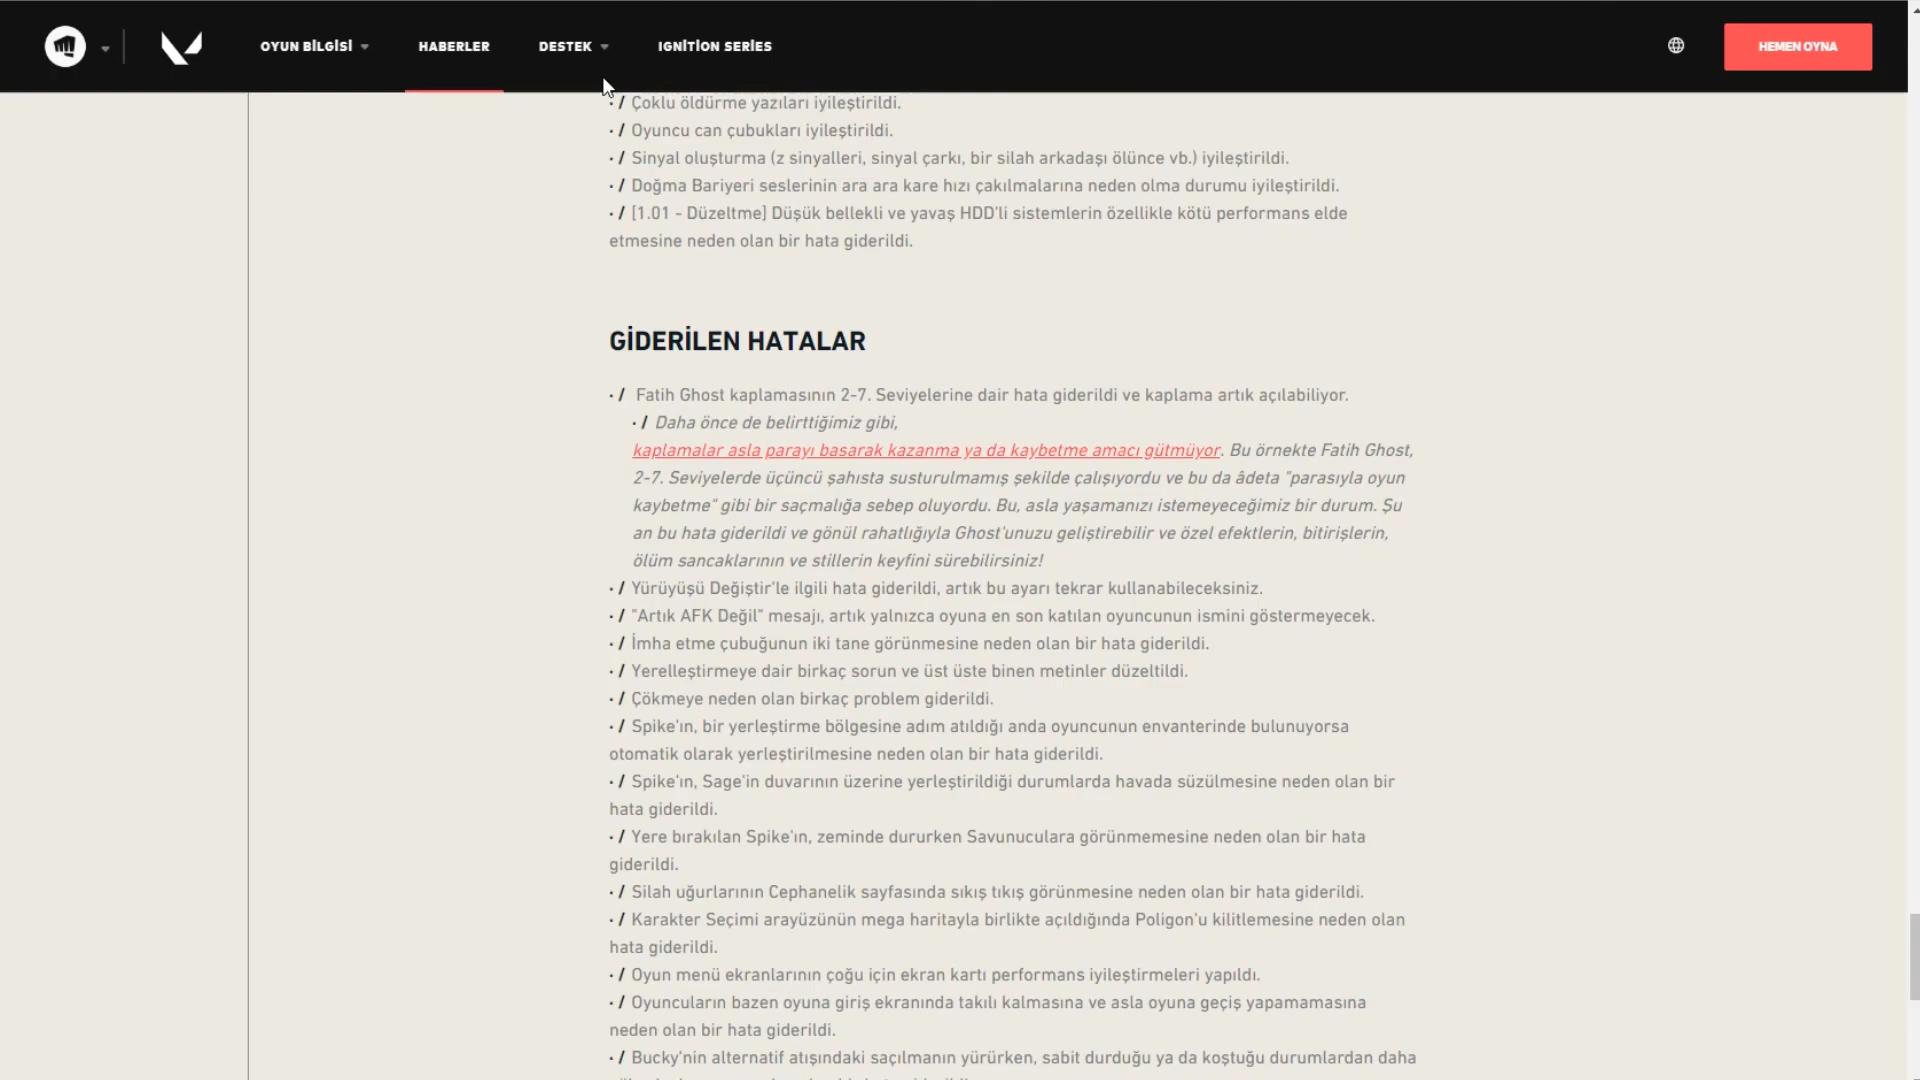 OYUN BİLGİSİ
HABERLER
DESTEK
IGNITION SERIES
HEMEN OYNA
· / Çoklu öldürme yazıları iyileştirildi.
· / Oyuncu can çubukları iyileştirildi.
· / Sinyal oluşturma (z sinyalleri, sinyal çarkı, bir silah arkadaşı ölünce vb.) iyileştirildi.
· / Doğma Bariyeri seslerinin ara ara kare hızı çakılmalarına neden olma durumu iyileştirildi.
· / [1.01 - Düzeltme] Düşük bellekli ve yavaş HDD'li sistemlerin özellikle kötü performans elde
etmesine neden olan bir hata giderildi.
GİDERİLEN HATALAR
· / Fatih Ghost kaplamasının 2-7. Seviyelerine dair hata giderildi ve kaplama artık açılabiliyor.
· / Daha önce de belirttiğimiz gibi,
kaplamalar asla parayı basarak kazanma ya da kaybetme amacı gütmüyor. Bu örnekte Fatih Ghost,
2-7. Seviyelerde üçüncü şahısta susturulmamış şekilde çalışıyordu ve bu da âdeta "parasıyla oyun
kaybetme" gibi bir saçmalığa sebep oluyordu. Bu, asla yaşamanızı istemeyeceğimiz bir durum. Şu
an bu hata giderildi ve gönül rahatlığıyla Ghost'unuzu geliştirebilir ve özel efektlerin, bitirişlerin,
ölüm sancaklarının ve stillerin keyfini sürebilirsiniz!
· / Yürüyüşü Değiştir'le ilgili hata giderildi, artık bu ayarı tekrar kullanabileceksiniz.
· / "Artık AFK Değil" mesajı, artık yalnızca oyuna en son katılan oyuncunun ismini göstermeyecek.
· / İmha etme çubuğunun iki tane görünmesine neden olan bir hata giderildi.
· / Yerelleştirmeye dair birkaç sorun ve üst üste binen metinler düzeltildi.
· / Çökmeye neden olan birkaç problem giderildi.
· / Spike'ın, bir yerleştirme bölgesine adım atıldığı anda oyuncunun envanterinde bulunuyorsa
otomatik olarak yerleştirilmesine neden olan bir hata giderildi.
· / Spike'ın, Sage'in duvarının üzerine yerleştirildiği durumlarda havada süzülmesine neden olan bir
hata giderildi.
· / Yere bırakılan Spike'ın, zeminde dururken Savunuculara görünmemesine neden olan bir hata
giderildi.
· / Silah uğurlarının Cephanelik sayfasında sıkış tıkış görünmesine neden olan bir hata giderildi.
· / Karakter Seçimi arayüzünün mega haritayla birlikte açıldığında Poligon'u kilitlemesine neden olan
hata giderildi.
· / Oyun menü ekranlarının çoğu için ekran kartı performans iyileştirmeleri yapıldı.
· / Oyuncuların bazen oyuna giriş ekranında takılı kalmasına ve asla oyuna geçiş yapamamasına
neden olan bir hata giderildi.
· / Bucky'nin alternatif atışındaki saçılmanın yürürken, sabit durduğu ya da koştuğu durumlardan daha